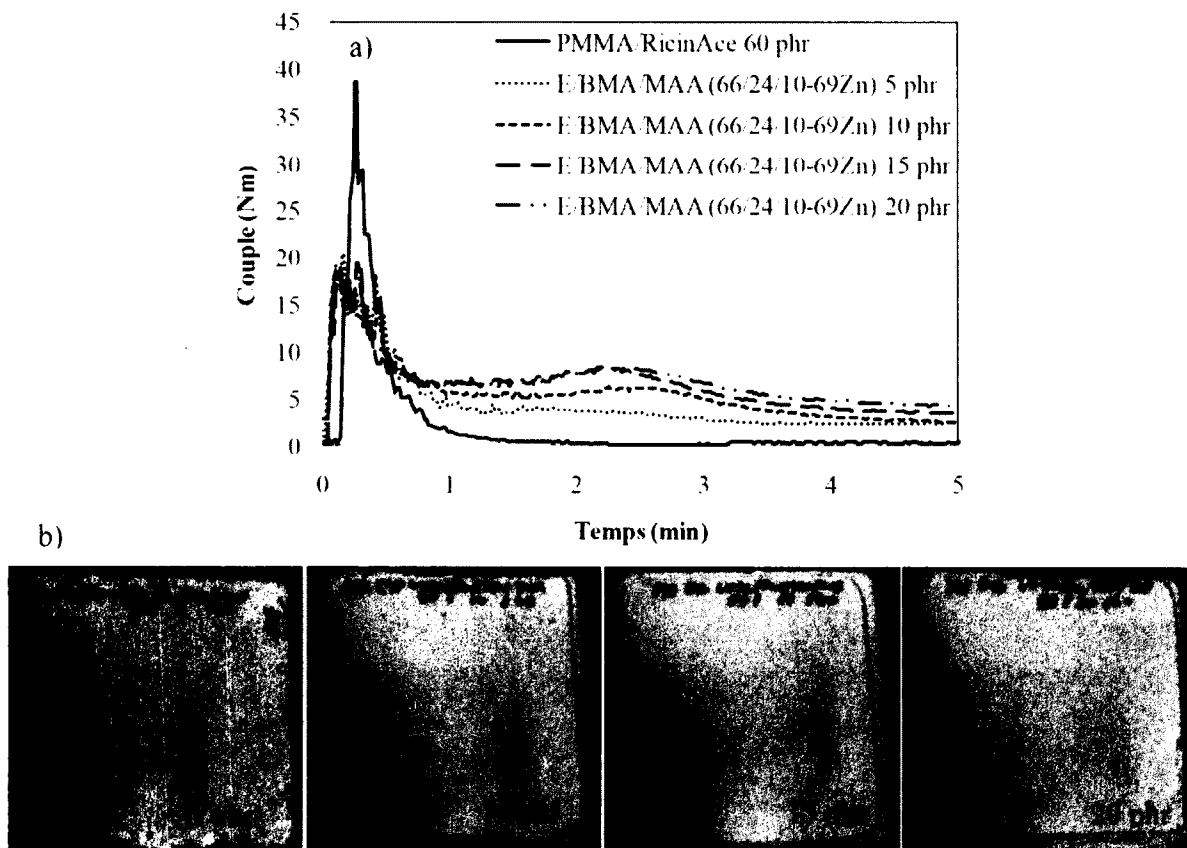 45
a)
PMMA/RicinAce 60 phr
40
E/BMA/MAA (66/24/10-69Zn) 5 phr
35
E/BMA/MAA (66/24/10-69Zn) 10 phr
30
E/BMA/MAA (66/24/10-69Zn) 15 phr
25
E/BMA/MAA (66/24/10-69Zn) 20 phr
20
Couple (Nm)
15
10
5
0
0 1 2 3 4 5
Temps (min)
b)
phr